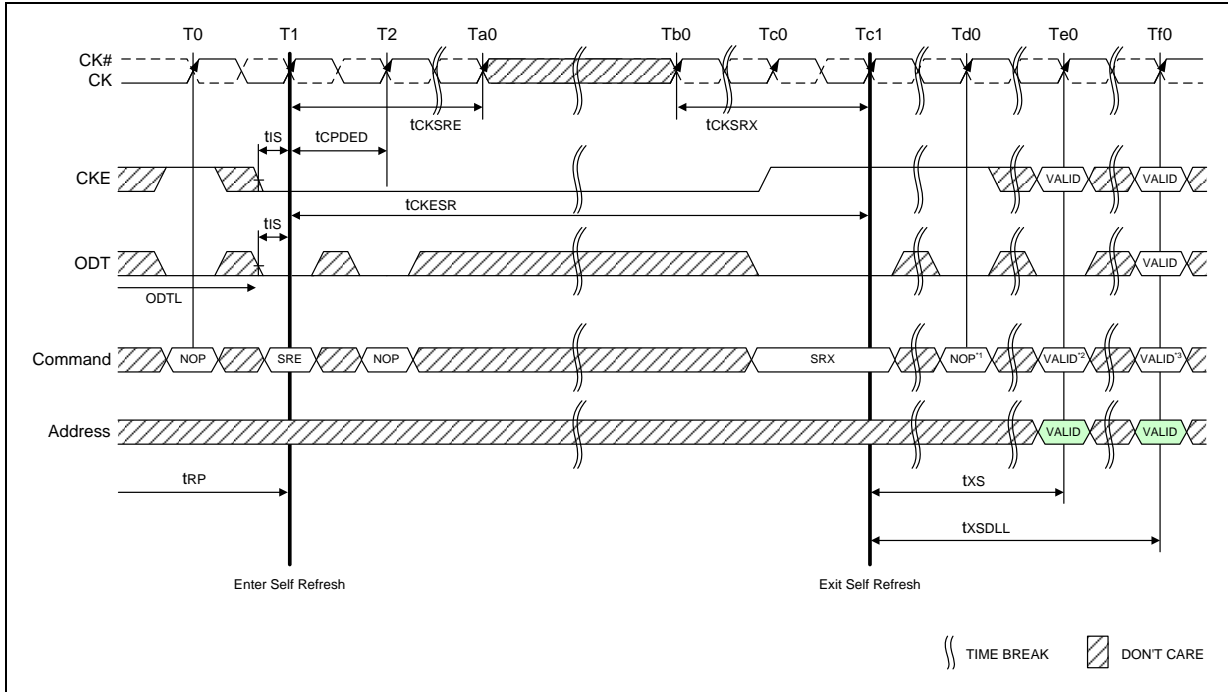 T0 T1 T2 Ta0 Tb0 Tc0 Tc1 Td0 Te0 Tf0
CK#
CK
tCKSRE tCKSRX
tIS tCPDED
CKE VALID VALID
tCKESR
tIS
ODT VALID
ODTL
Command NOP SRE NOP SRX NOP*1 VALID*2 VALID*3
Address VALID VALID
tRP tXS
tXSDLL
Enter Self Refresh Exit Self Refresh
TIME BREAK DON'T CARE